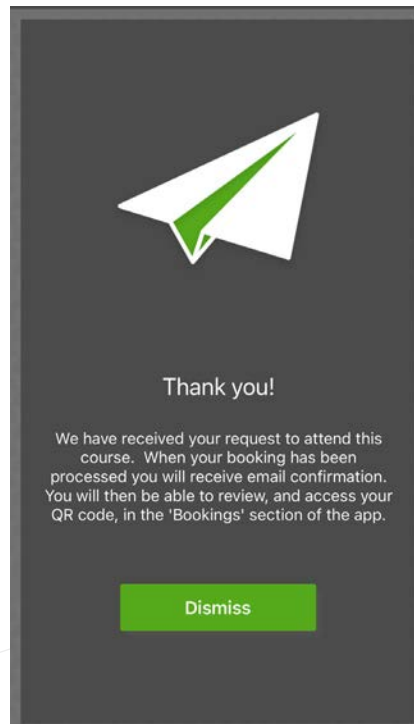 Thank you!
We have received your request to attend this
course.  When your booking has been
processed you will receive email confirmation.
You will then be able to review, and access your
QR code, in the 'Bookings' section of the app.
Dismiss